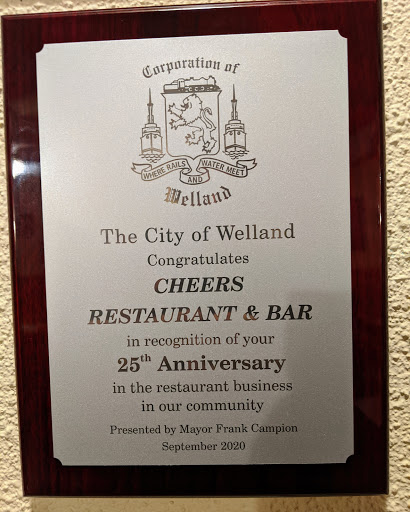 Corporation of
WHERE RAILS AND WATER MEET
Welland
The City of Welland
Congratulates
CHEERS
RESTAURANT & BAR
in recognition of your
25th Anniversary
in the restaurant business
in our community
Presented by Mayor Frank Campion
September 2020